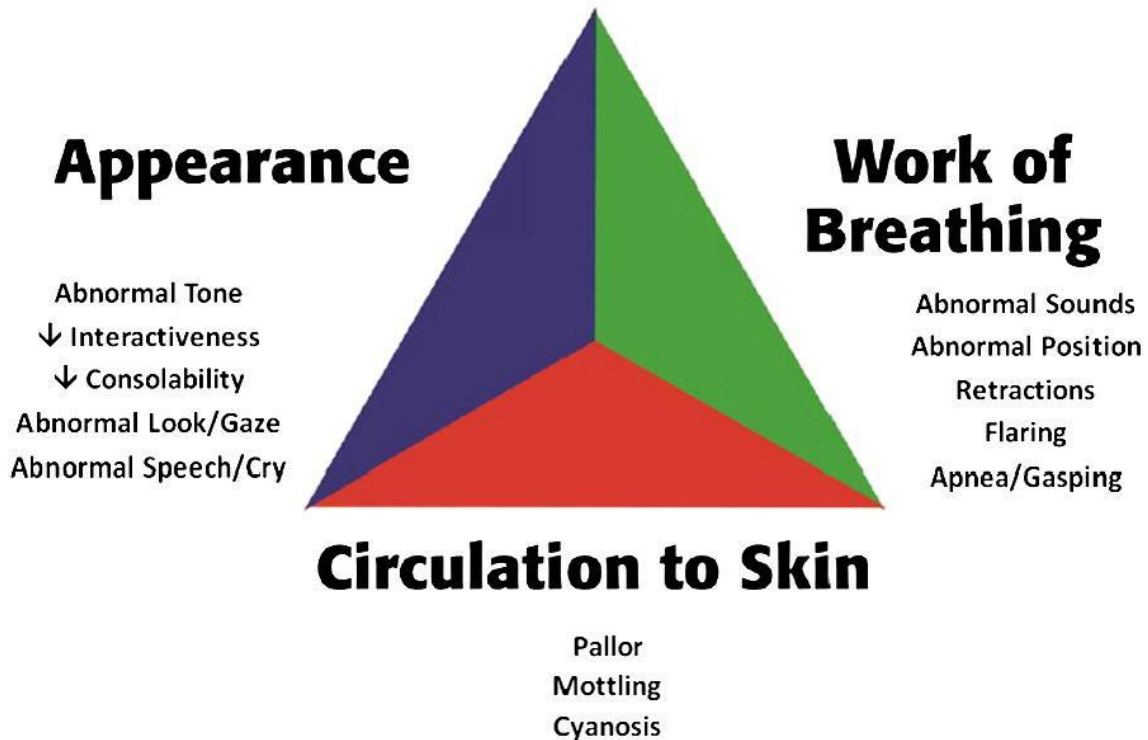 Appearance
Abnormal Tone
↓ Interactiveness
↓ Consolability
Abnormal Look/Gaze
Abnormal Speech/Cry
Work of
Breathing
Abnormal Sounds
Abnormal Position
Retractions
Flaring
Apnea/Gasping
Circulation to Skin
Pallor
Mottling
Cyanosis